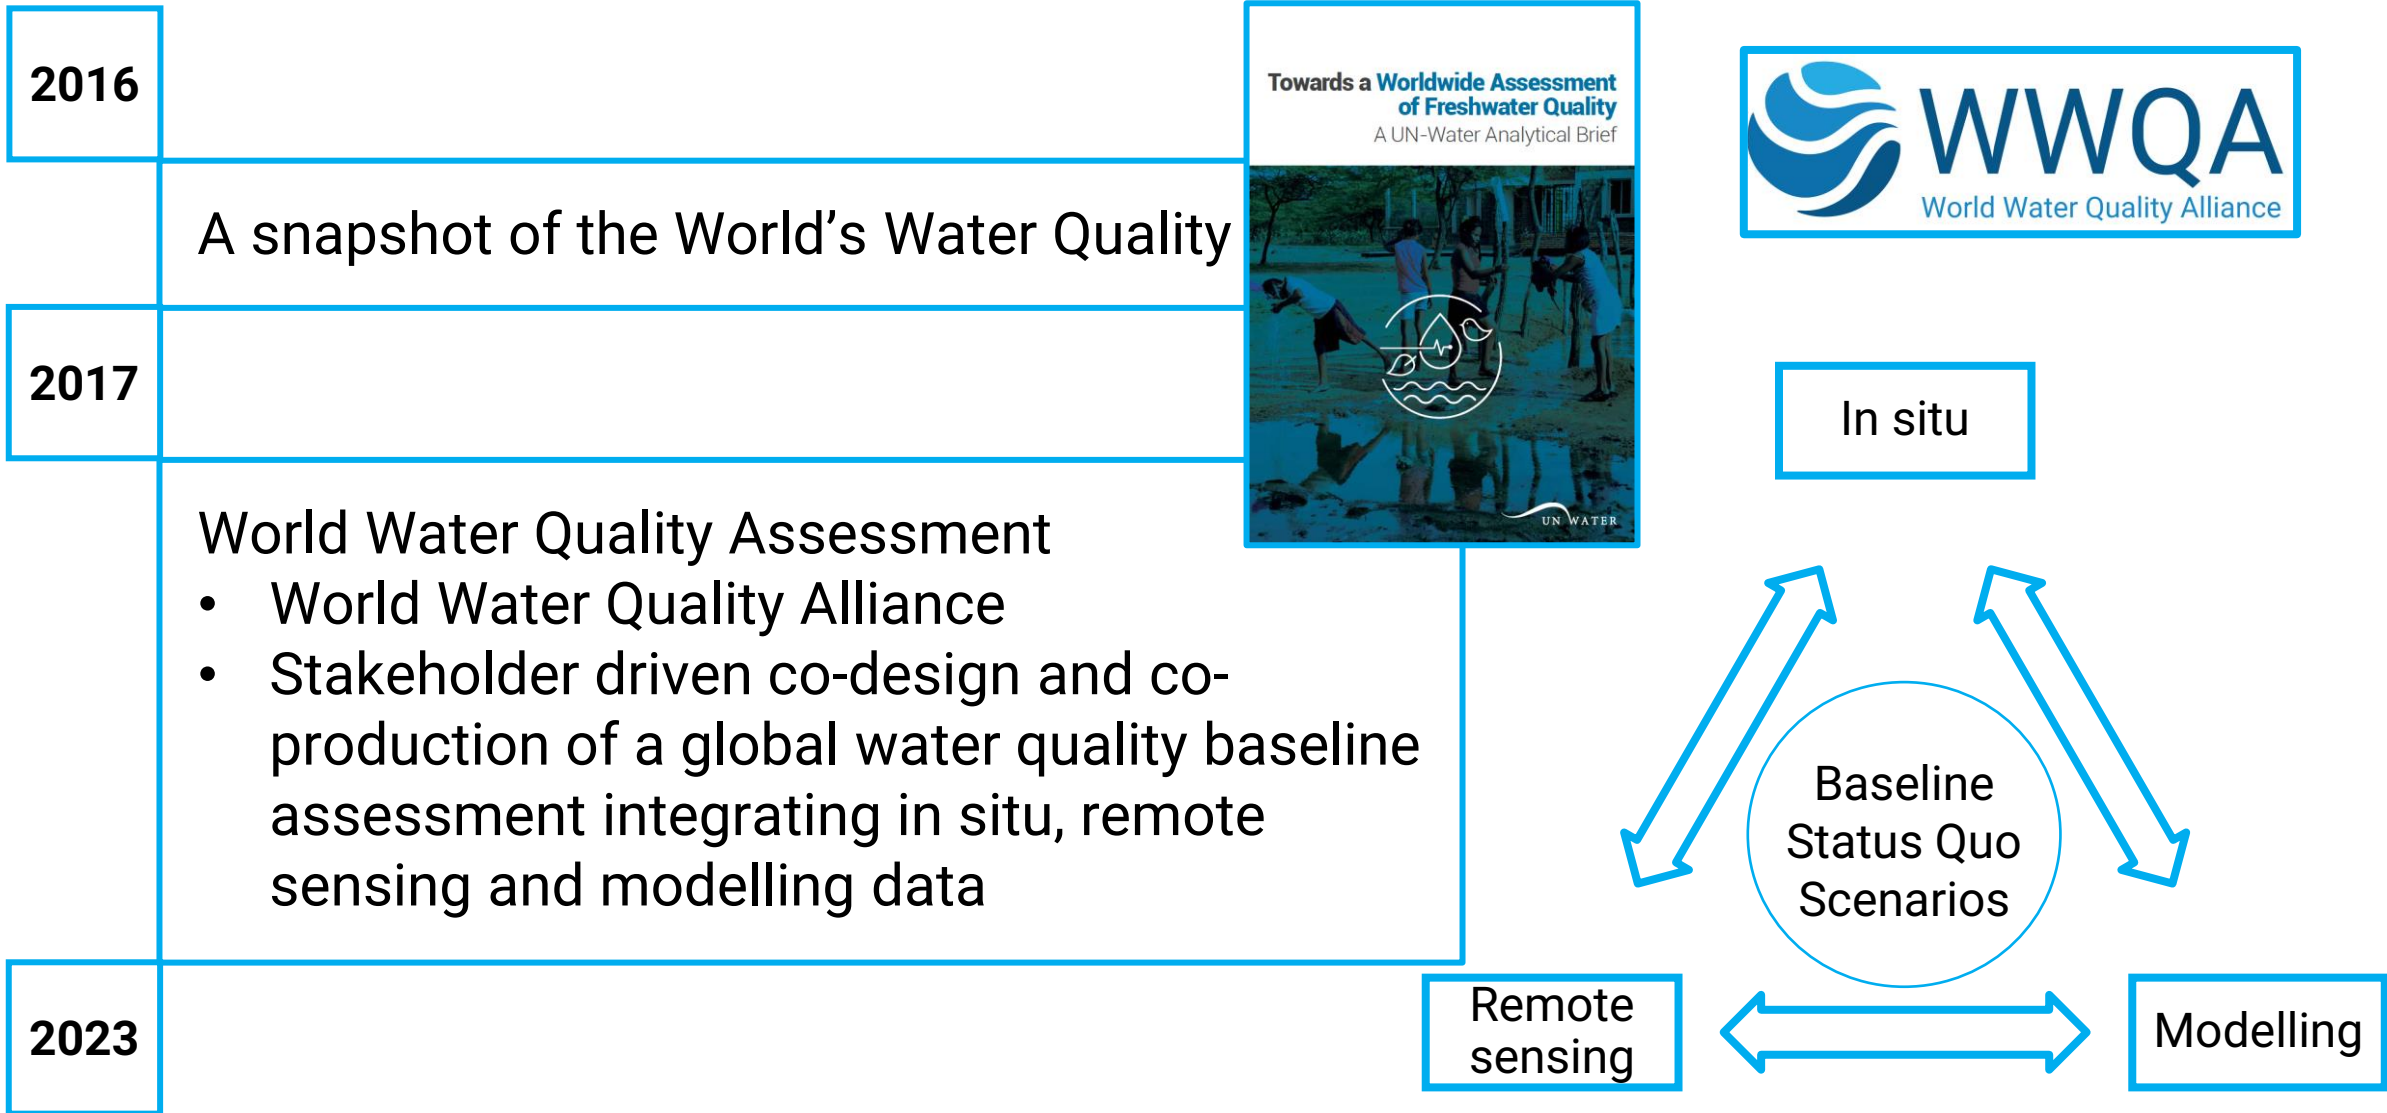 2016
A snapshot of the World’s Water Quality
2017
World Water Quality Assessment
• World Water Quality Alliance
• Stakeholder driven co-design and co-
production of a global water quality baseline
assessment integrating in situ, remote
sensing and modelling data
2023
Towards a Worldwide Assessment
of Freshwater Quality
A UN-Water Analytical Brief
UN WATER
WWQA
World Water Quality Alliance
In situ
Baseline
Status Quo
Scenarios
Remote
sensing
Modelling